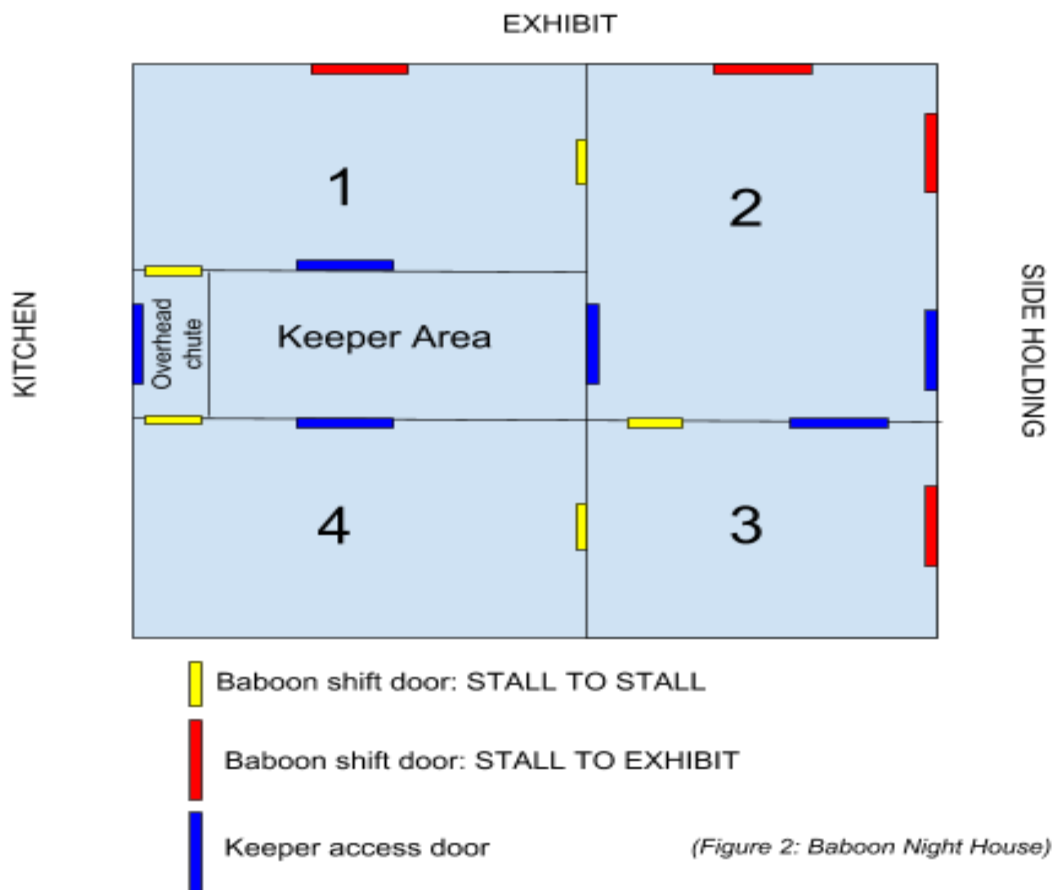 EXHIBIT
1
2
KITCHEN
Overhead
chute
Keeper Area
SIDE HOLDING
4
3
Baboon shift door: STALL TO STALL
Baboon shift door: STALL TO EXHIBIT
Keeper access door
(Figure 2: Baboon Night House)